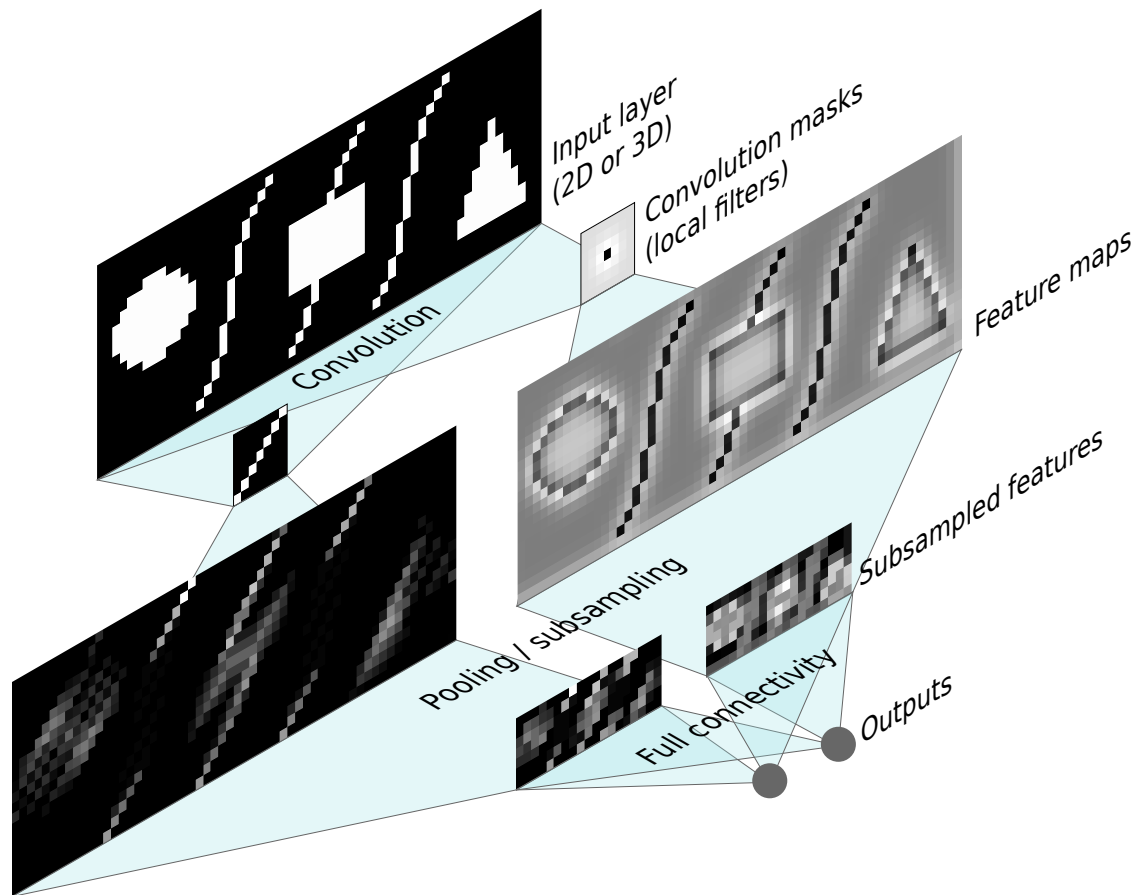 Input layer
(2D or 3D)
Convolution masks
(local filters)
Feature maps
Convolution
Subsampled features
Pooling / subsampling
Full connectivity
Outputs